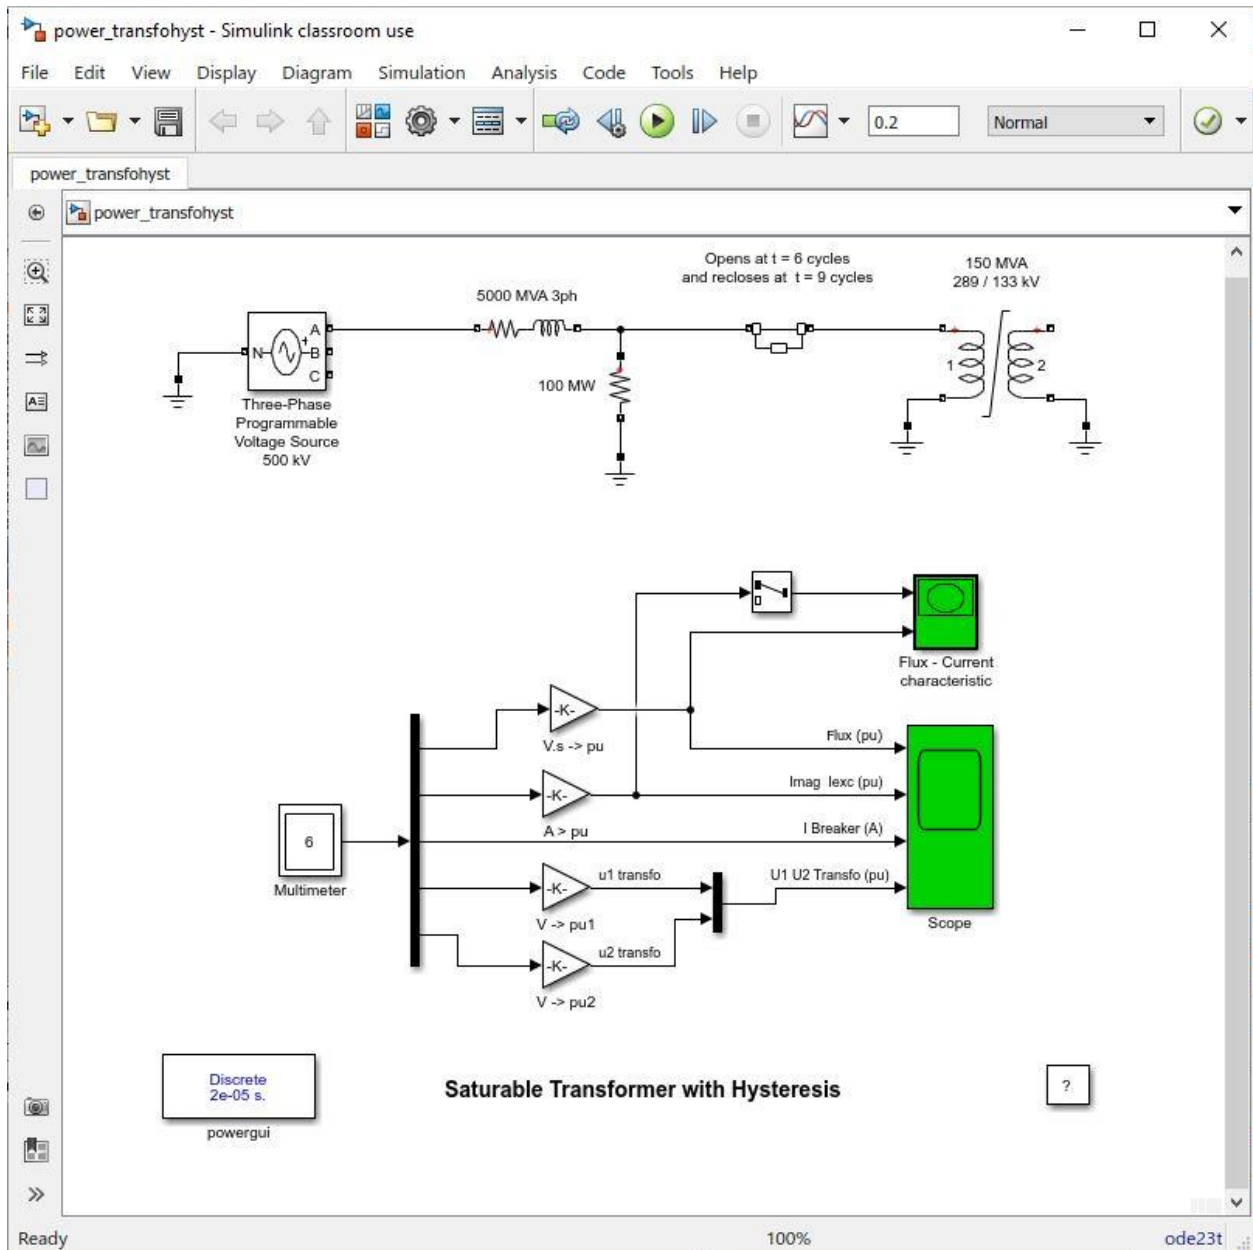 power_transfohyst - Simulink classroom use
File Edit View Display Diagram Simulation Analysis Code Tools Help
0.2 Normal
power_transfohyst
power_transfohyst
Opens at t = 6 cycles
and recloses at t = 9 cycles
150 MVA
289 / 133 kV
5000 MVA 3ph
N
A
+
B
C
1
2
100 MW
Three-Phase
Programmable
Voltage Source
500 kV
Flux - Current
characteristic
-K-
V.s -> pu
Flux (pu)
-K-
A > pu
Imag Iexc (pu)
6
Multimeter
I Breaker (A)
-K-
V -> pu1
u1 transfo
U1 U2 Transfo (pu)
-K-
V -> pu2
u2 transfo
Scope
Discrete
2e-05 s.
powergui
Saturable Transformer with Hysteresis
?
Ready 100% ode23t